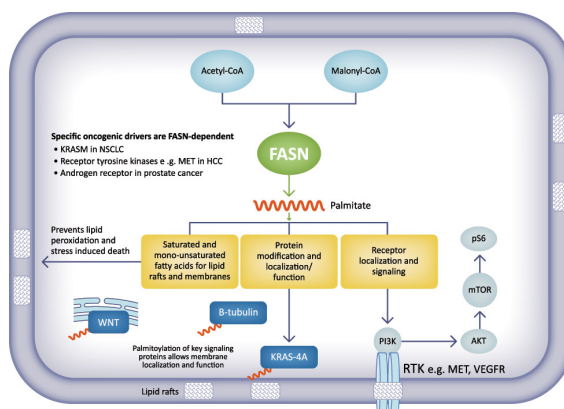 Acetyl-CoA
Malonyl-CoA
Specific oncogenic drivers are FASN-dependent
• KRASM in NSCLC
• Receptor tyrosine kinases e .g. MET in HCC
• Androgen receptor in prostate cancer
FASN
Palmitate
Prevents lipid
peroxidation and
stress induced death
Saturated and
mono-unsaturated
fatty acids for lipid
rafts and membranes
Protein
modification and
localization/
function
Receptor
localization and
signaling
pS6
mTOR
AKT
PI3K
WNT
B-tubulin
Palmitoylation of key signaling
proteins allows membrane
localization and function
KRAS-4A
RTK e.g. MET, VEGFR
Lipid rafts